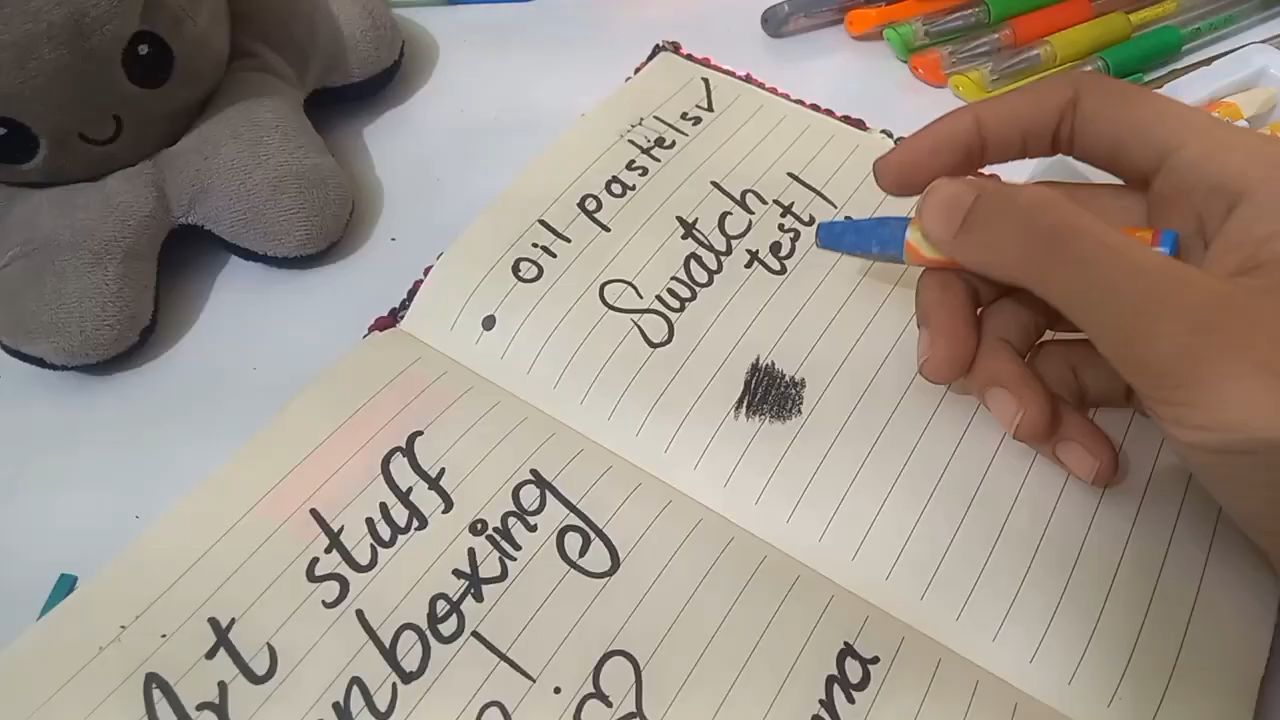 Oil pastels✓
Swatch
test!
Art stuff
unboxing